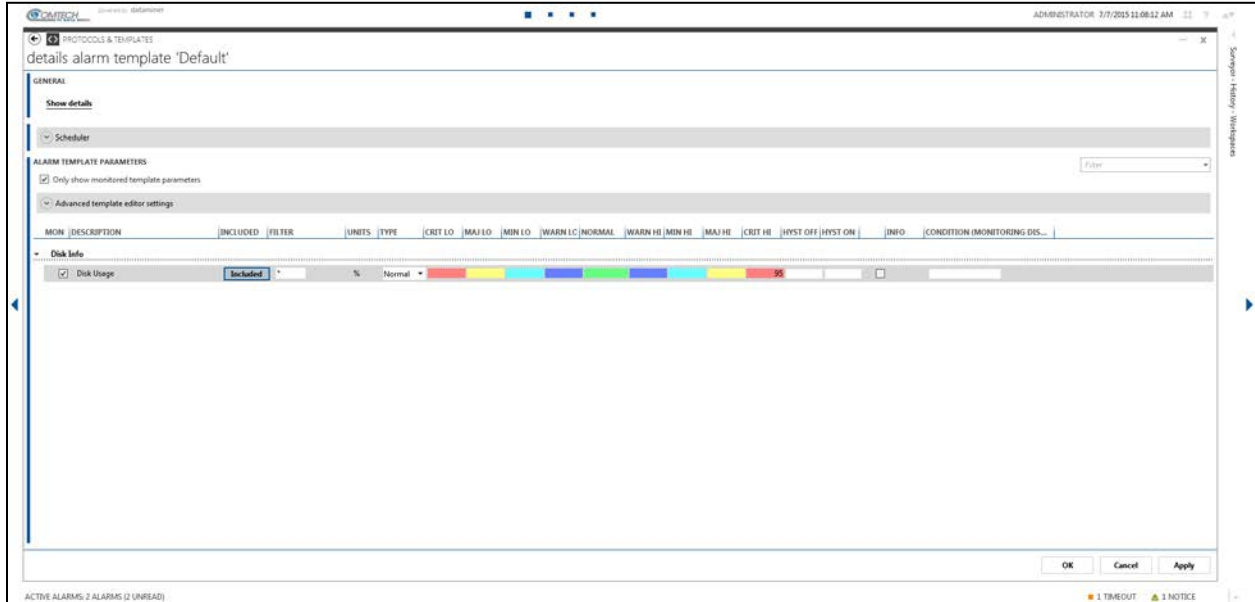 COMTECH powered by dataminer ADMINISTRATOR 7/7/2015 11:08:12 AM ?
PROTOCOLS & TEMPLATES
details alarm template 'Default'
GENERAL
Show details
Scheduler
ALARM TEMPLATE PARAMETERS
Filter
Only show monitored template parameters
Advanced template editor settings
MON DESCRIPTION INCLUDED FILTER UNITS TYPE CRIT LO MAJ LO MIN LO WARN LO NORMAL WARN HI MIN HI MAJ HI CRIT HI HYST OFF HYST ON INFO CONDITION (MONITORING DIS...
Disk Info
Disk Usage Included * % Normal 95
OK Cancel Apply
ACTIVE ALARMS: 2 ALARMS (2 UNREAD) 1 TIMEOUT 1 NOTICE
Surveyor - History - Workspaces